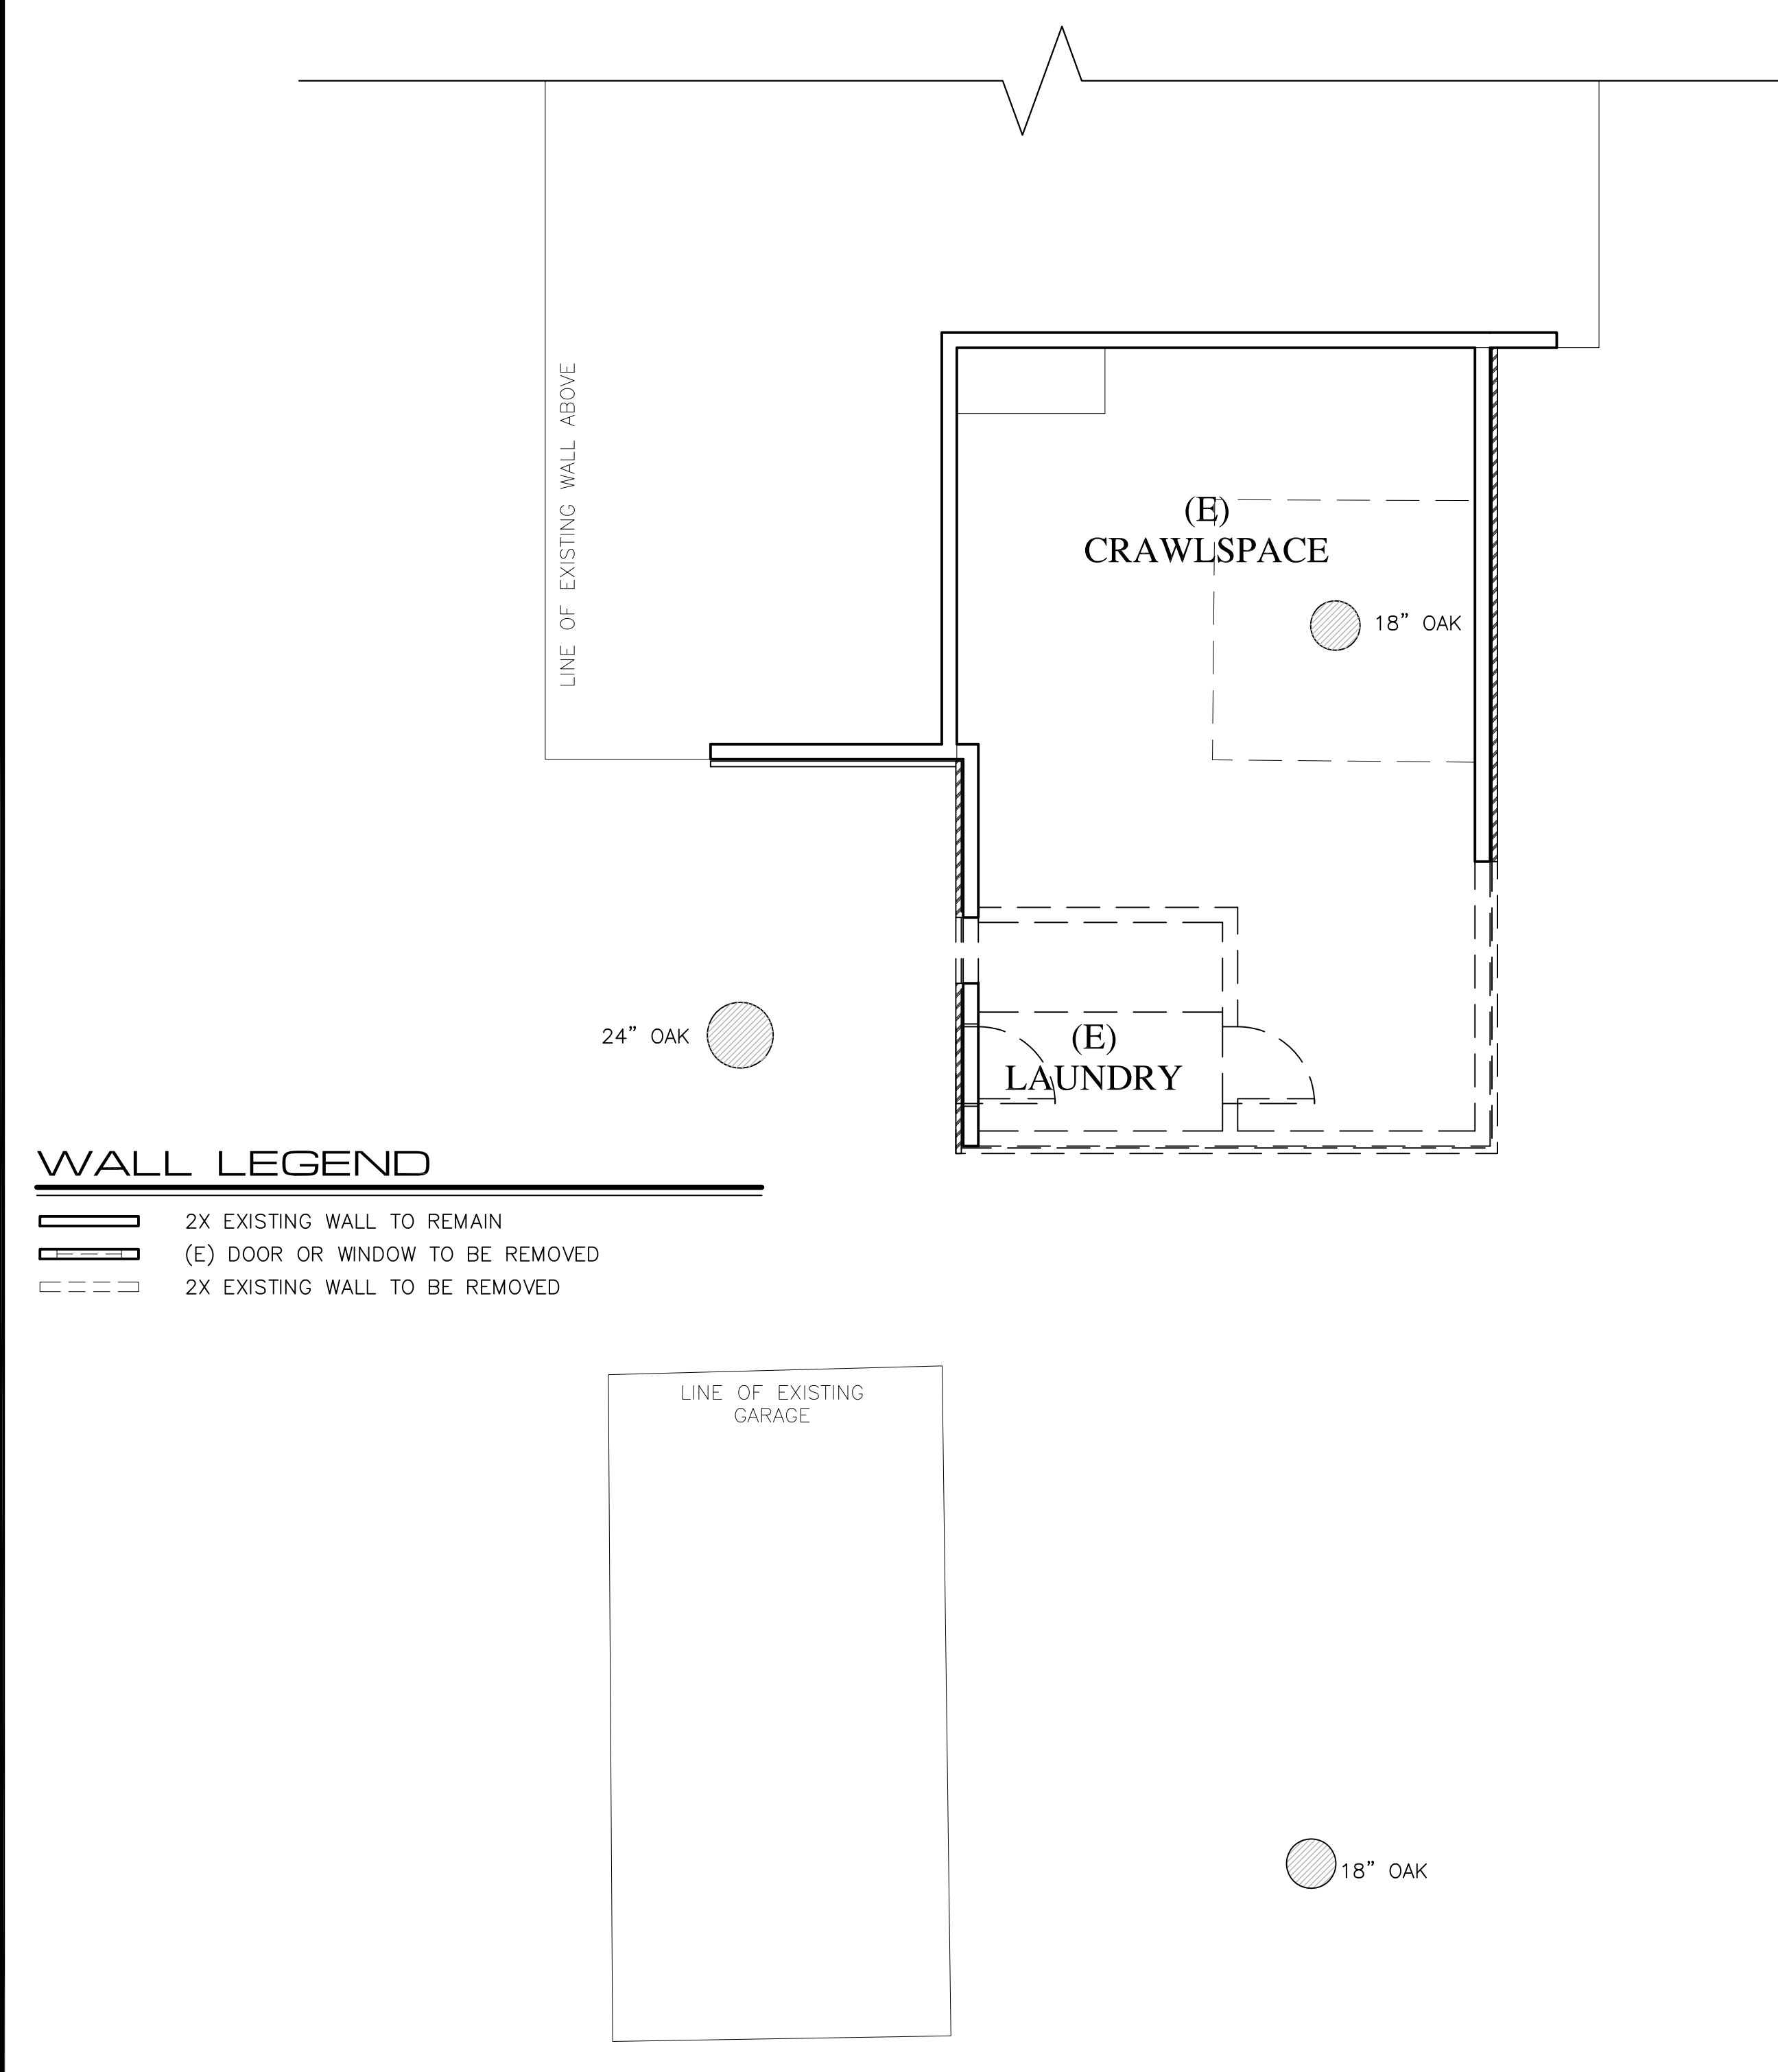 LINE OF EXISTING WALL ABOVE
(E)
CRAWLSPACE
18” OAK
24” OAK
(E)
LAUNDRY
WALL LEGEND
2X EXISTING WALL TO REMAIN
(E) DOOR OR WINDOW TO BE REMOVED
2X EXISTING WALL TO BE REMOVED
LINE OF EXISTING
GARAGE
18” OAK